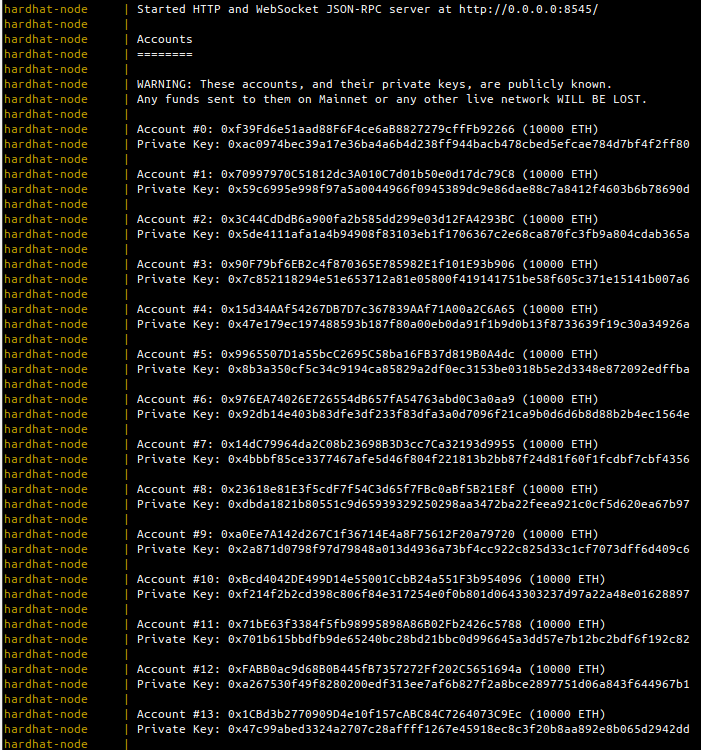 hardhat-node | Started HTTP and WebSocket JSON-RPC server at http://0.0.0.0:8545/
hardhat-node |
hardhat-node | Accounts
hardhat-node | ========
hardhat-node |
hardhat-node | WARNING: These accounts, and their private keys, are publicly known.
hardhat-node | Any funds sent to them on Mainnet or any other live network WILL BE LOST.
hardhat-node |
hardhat-node | Account #0: 0xf39Fd6e51aad88F6F4ce6aB8827279cffFb92266 (10000 ETH)
hardhat-node | Private Key: 0xac0974bec39a17e36ba4a6b4d238ff944bacb478cbed5efcae784d7bf4f2ff80
hardhat-node |
hardhat-node | Account #1: 0x70997970C51812dc3A010C7d01b50e0d17dc79C8 (10000 ETH)
hardhat-node | Private Key: 0x59c6995e998f97a5a0044966f0945389dc9e86dae88c7a8412f4603b6b78690d
hardhat-node |
hardhat-node | Account #2: 0x3C44CdDdB6a900fa2b585dd299e03d12FA4293BC (10000 ETH)
hardhat-node | Private Key: 0x5de4111afa1a4b94908f83103eb1f1706367c2e68ca870fc3fb9a804cdab365a
hardhat-node |
hardhat-node | Account #3: 0x90F79bf6EB2c4f870365E785982E1f101E93b906 (10000 ETH)
hardhat-node | Private Key: 0x7c852118294e51e653712a81e05800f419141751be58f605c371e15141b007a6
hardhat-node |
hardhat-node | Account #4: 0x15d34AAf54267DB7D7c367839AAf71A00a2C6A65 (10000 ETH)
hardhat-node | Private Key: 0x47e179ec197488593b187f80a00eb0da91f1b9d0b13f8733639f19c30a34926a
hardhat-node |
hardhat-node | Account #5: 0x9965507D1a55bcC2695C58ba16FB37d819B0A4dc (10000 ETH)
hardhat-node | Private Key: 0x8b3a350cf5c34c9194ca85829a2df0ec3153be0318b5e2d3348e872092edffba
hardhat-node |
hardhat-node | Account #6: 0x976EA74026E726554dB657fA54763abd0C3a0aa9 (10000 ETH)
hardhat-node | Private Key: 0x92db14e403b83dfe3df233f83dfa3a0d7096f21ca9b0d6d6b8d88b2b4ec1564e
hardhat-node |
hardhat-node | Account #7: 0x14dC79964da2C08b23698B3D3cc7Ca32193d9955 (10000 ETH)
hardhat-node | Private Key: 0x4bbbf85ce3377467afe5d46f804f221813b2bb87f24d81f60f1fcdbf7cbf4356
hardhat-node |
hardhat-node | Account #8: 0x23618e81E3f5cdF7f54C3d65f7FBc0aBf5B21E8f (10000 ETH)
hardhat-node | Private Key: 0xdbda1821b80551c9d65939329250298aa3472ba22feea921c0cf5d620ea67b97
hardhat-node |
hardhat-node | Account #9: 0xa0Ee7A142d267C1f36714E4a8F75612F20a79720 (10000 ETH)
hardhat-node | Private Key: 0x2a871d0798f97d79848a013d4936a73bf4cc922c825d33c1cf7073dff6d409c6
hardhat-node |
hardhat-node | Account #10: 0xBcd4042DE499D14e55001CcbB24a551F3b954096 (10000 ETH)
hardhat-node | Private Key: 0xf214f2b2cd398c806f84e317254e0f0b801d0643303237d97a22a48e01628897
hardhat-node |
hardhat-node | Account #11: 0x71bE63f3384f5fb98995898A86B02Fb2426c5788 (10000 ETH)
hardhat-node | Private Key: 0x701b615bbdfb9de65240bc28bd21bbc0d996645a3dd57e7b12bc2bdf6f192c82
hardhat-node |
hardhat-node | Account #12: 0xFABB0ac9d68B0B445fB7357272Ff202C5651694a (10000 ETH)
hardhat-node | Private Key: 0xa267530f49f8280200edf313ee7af6b827f2a8bce2897751d06a843f644967b1
hardhat-node |
hardhat-node | Account #13: 0x1CBd3b2770909D4e10f157cABC84C7264073C9Ec (10000 ETH)
hardhat-node | Private Key: 0x47c99abed3324a2707c28affff1267e45918ec8c3f20b8aa892e8b065d2942dd
hardhat-node |